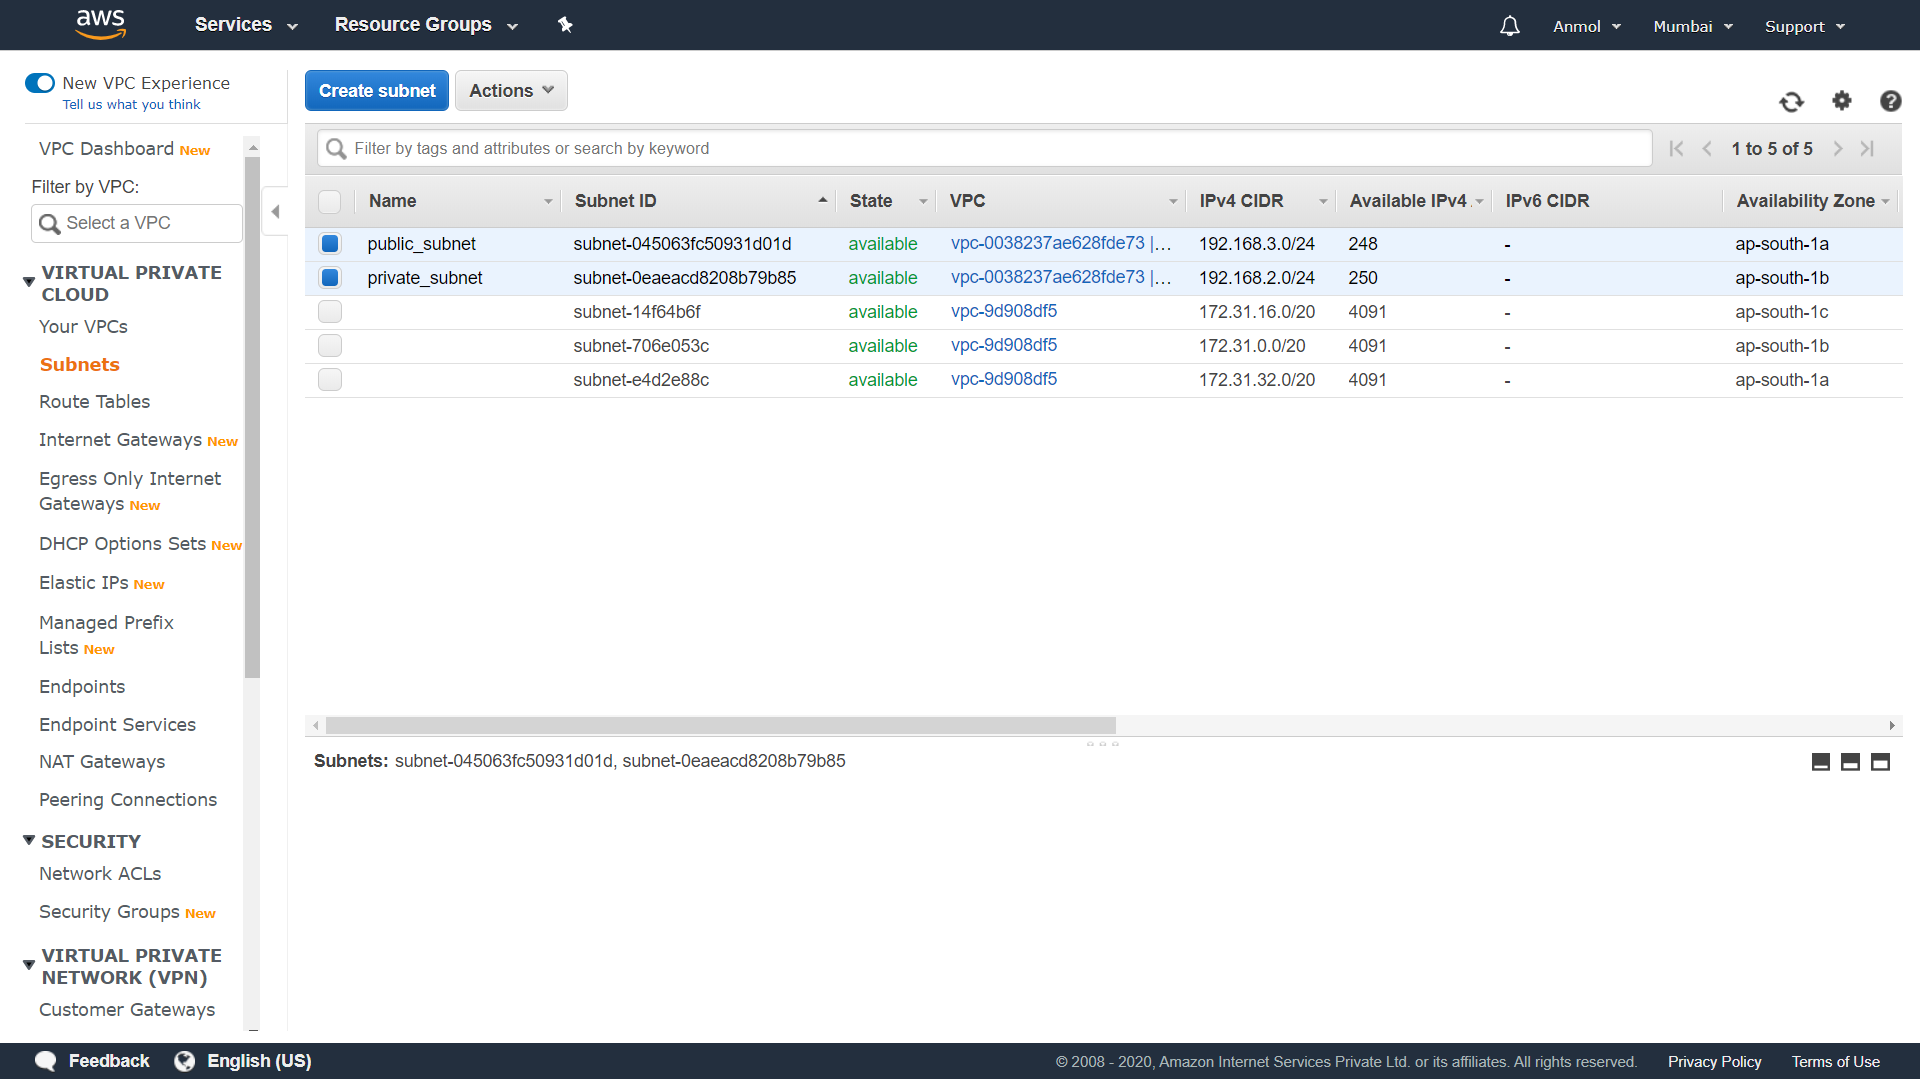 aws Services Resource Groups Anmol Mumbai Support
New VPC Experience
Tell us what you think
VPC Dashboard New
Filter by VPC:
Select a VPC
VIRTUAL PRIVATE
CLOUD
Your VPCs
Subnets
Route Tables
Internet Gateways New
Egress Only Internet
Gateways New
DHCP Options Sets New
Elastic IPs New
Managed Prefix
Lists New
Endpoints
Endpoint Services
NAT Gateways
Peering Connections
SECURITY
Network ACLs
Security Groups New
VIRTUAL PRIVATE
NETWORK (VPN)
Customer Gateways
Create subnet Actions
Filter by tags and attributes or search by keyword 1 to 5 of 5
Name Subnet ID State VPC IPv4 CIDR Available IPv4 . IPv6 CIDR Availability Zone
public_subnet subnet-045063fc50931d01d available vpc-0038237ae628fde73 |... 192.168.3.0/24 248 - ap-south-1a
private_subnet subnet-0eaeacd8208b79b85 available vpc-0038237ae628fde73 |... 192.168.2.0/24 250 - ap-south-1b
subnet-14f64b6f available vpc-9d908df5 172.31.16.0/20 4091 - ap-south-1c
subnet-706e053c available vpc-9d908df5 172.31.0.0/20 4091 - ap-south-1b
subnet-e4d2e88c available vpc-9d908df5 172.31.32.0/20 4091 - ap-south-1a
Subnets: subnet-045063fc50931d01d, subnet-0eaeacd8208b79b85
Feedback English (US) © 2008 - 2020, Amazon Internet Services Private Ltd. or its affiliates. All rights reserved. Privacy Policy Terms of Use